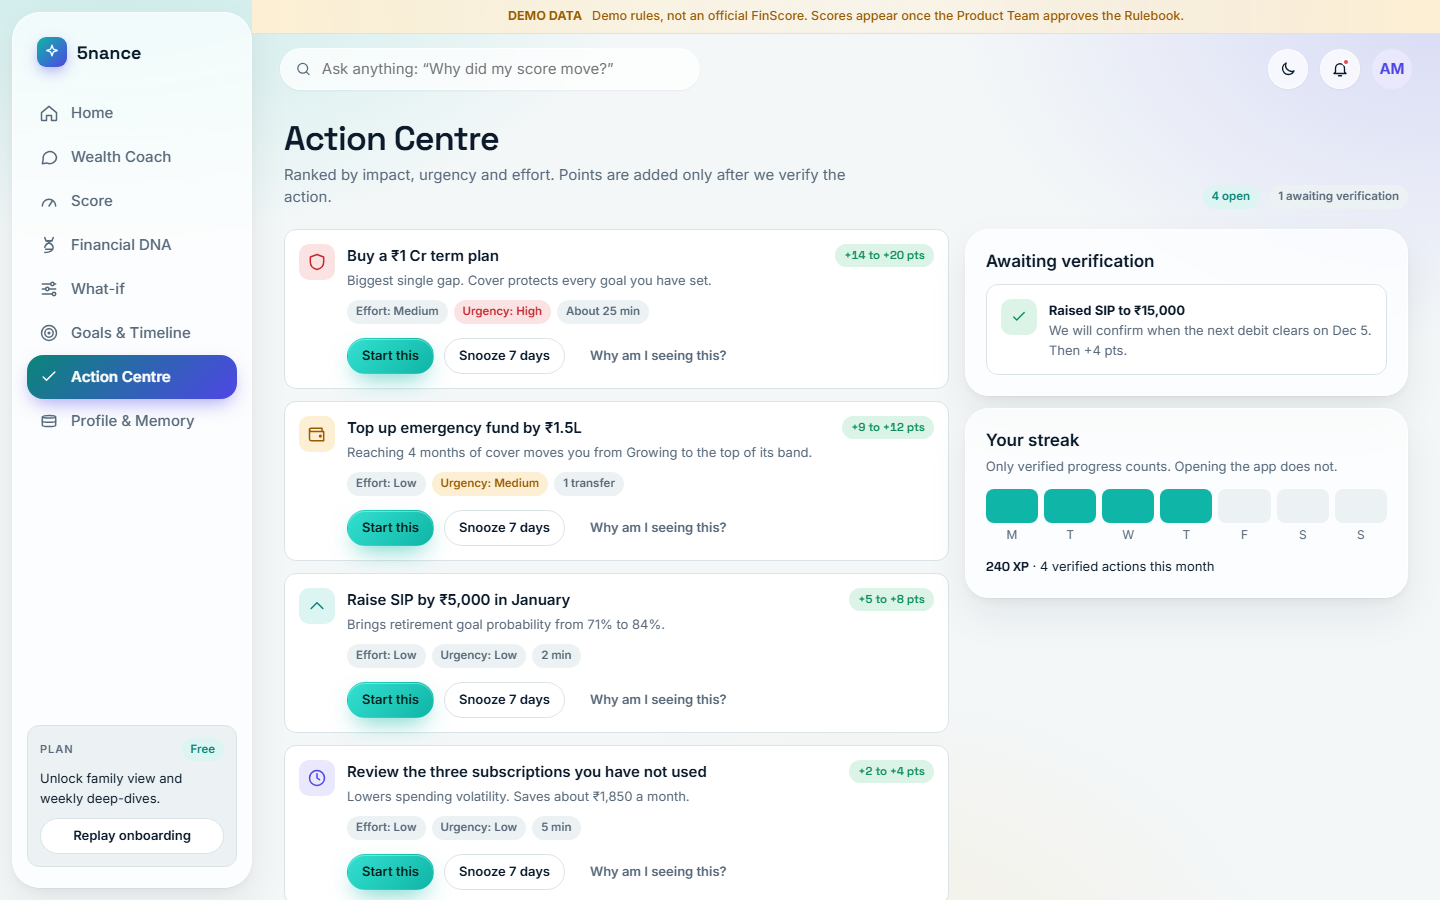 DEMO DATA Demo rules, not an official FinScore. Scores appear once the Product Team approves the Rulebook.
5nance
Home
Wealth Coach
Score
Financial DNA
What-if
Goals & Timeline
Action Centre
Profile & Memory
PLAN
Free
Unlock family view and
weekly deep-dives.
Replay onboarding
Ask anything: “Why did my score move?”
AM
Action Centre
Ranked by impact, urgency and effort. Points are added only after we verify the
action.
4 open
1 awaiting verification
Buy a ₹1 Cr term plan
+14 to +20 pts
Biggest single gap. Cover protects every goal you have set.
Effort: Medium
Urgency: High
About 25 min
Start this
Snooze 7 days
Why am I seeing this?
Top up emergency fund by ₹1.5L
+9 to +12 pts
Reaching 4 months of cover moves you from Growing to the top of its band.
Effort: Low
Urgency: Medium
1 transfer
Start this
Snooze 7 days
Why am I seeing this?
Raise SIP by ₹5,000 in January
+5 to +8 pts
Brings retirement goal probability from 71% to 84%.
Effort: Low
Urgency: Low
2 min
Start this
Snooze 7 days
Why am I seeing this?
Review the three subscriptions you have not used
+2 to +4 pts
Lowers spending volatility. Saves about ₹1,850 a month.
Effort: Low
Urgency: Low
5 min
Start this
Snooze 7 days
Why am I seeing this?
Awaiting verification
Raised SIP to ₹15,000
We will confirm when the next debit clears on Dec 5.
Then +4 pts.
Your streak
Only verified progress counts. Opening the app does not.
M T W T F S S
240 XP · 4 verified actions this month